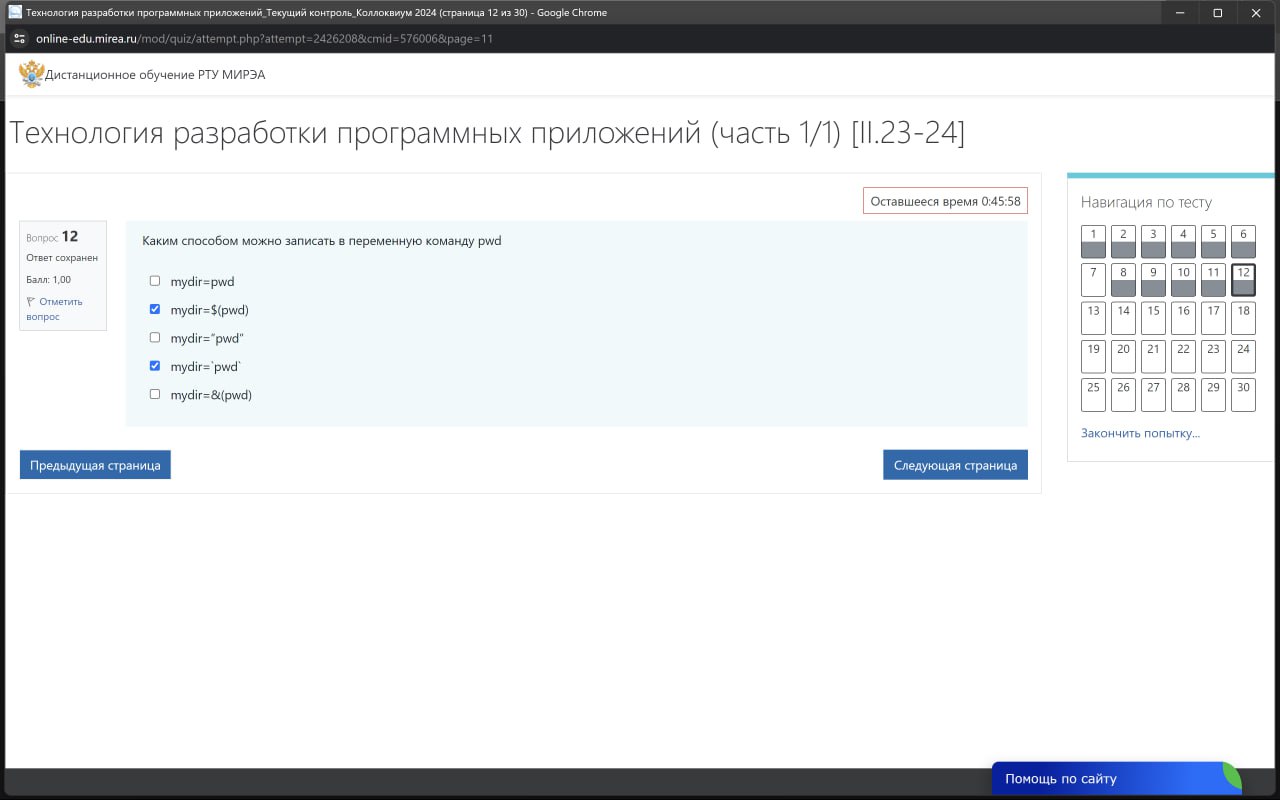 Технология разработки программных приложений_Текущий контроль_Коллоквиум 2024 (страница 12 из 30) - Google Chrome
online-edu.mirea.ru/mod/quiz/attempt.php?attempt=2426208&cmid=576006&page=11
Дистанционное обучение РТУ МИРЭА
Технология разработки программных приложений (часть 1/1) [II.23-24]
Оставшееся время 0:45:58
Вопрос 12
Ответ сохранен
Балл: 1,00
Отметить
вопрос
Каким способом можно записать в переменную команду pwd
mydir=pwd
mydir=$(pwd)
mydir=“pwd”
mydir=`pwd`
mydir=&(pwd)
Предыдущая страница
Следующая страница
Навигация по тесту
1 2 3 4 5 6
7 8 9 10 11 12
13 14 15 16 17 18
19 20 21 22 23 24
25 26 27 28 29 30
Закончить попытку...
Помощь по сайту